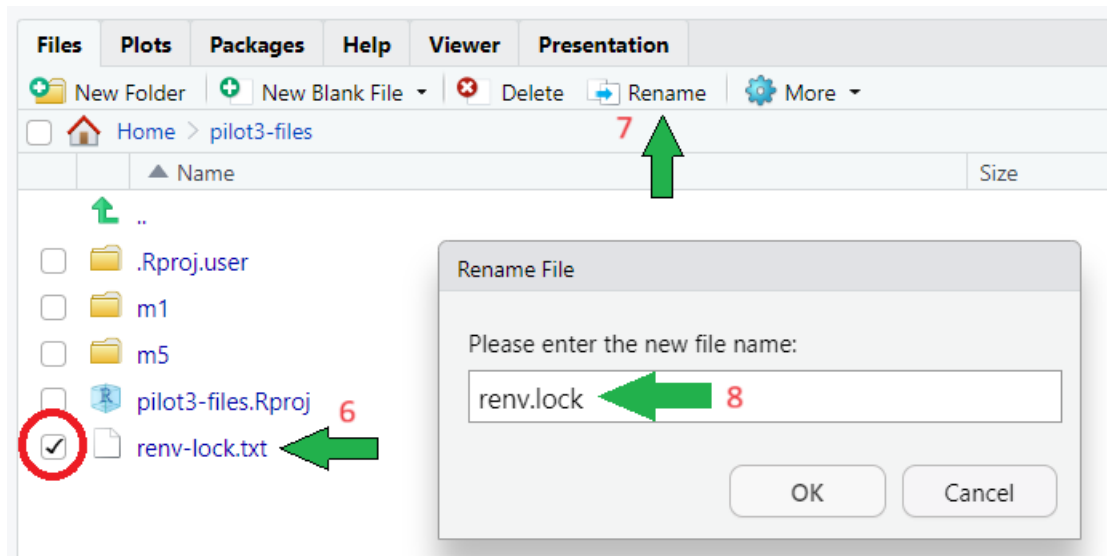 Files Plots Packages Help Viewer Presentation
New Folder New Blank File Delete Rename More
Home > pilot3-files 7
Name Size
..
.Rproj.user
Rename File
m1
Please enter the new file name:
m5
renv.lock 8
pilot3-files.Rproj
6
renv-lock.txt
OK Cancel